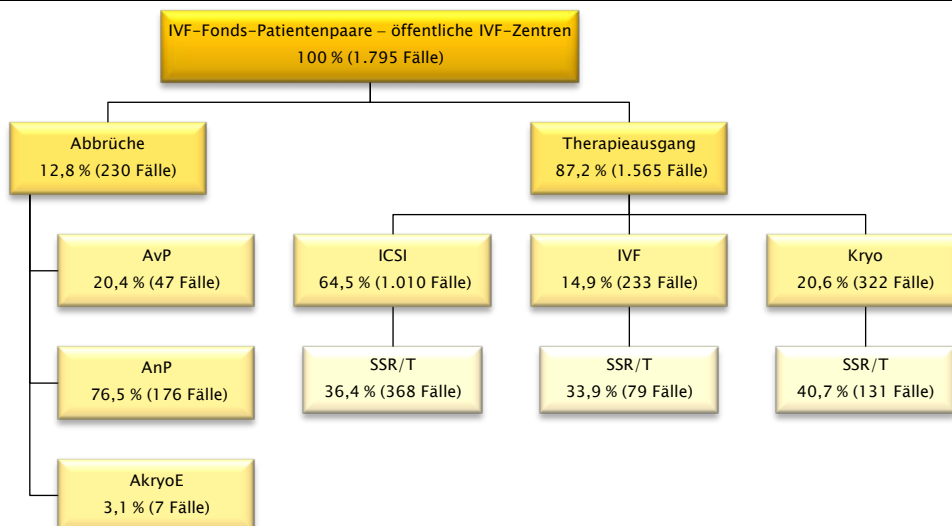 IVF-Fonds-Patientenpaare – öffentliche IVF-Zentren
100 % (1.795 Fälle)
Abbrüche
12,8 % (230 Fälle)
Therapieausgang
87,2 % (1.565 Fälle)
AvP
20,4 % (47 Fälle)
ICSI
64,5 % (1.010 Fälle)
IVF
14,9 % (233 Fälle)
Kryo
20,6 % (322 Fälle)
AnP
76,5 % (176 Fälle)
SSR/T
36,4 % (368 Fälle)
SSR/T
33,9 % (79 Fälle)
SSR/T
40,7 % (131 Fälle)
AkryoE
3,1 % (7 Fälle)